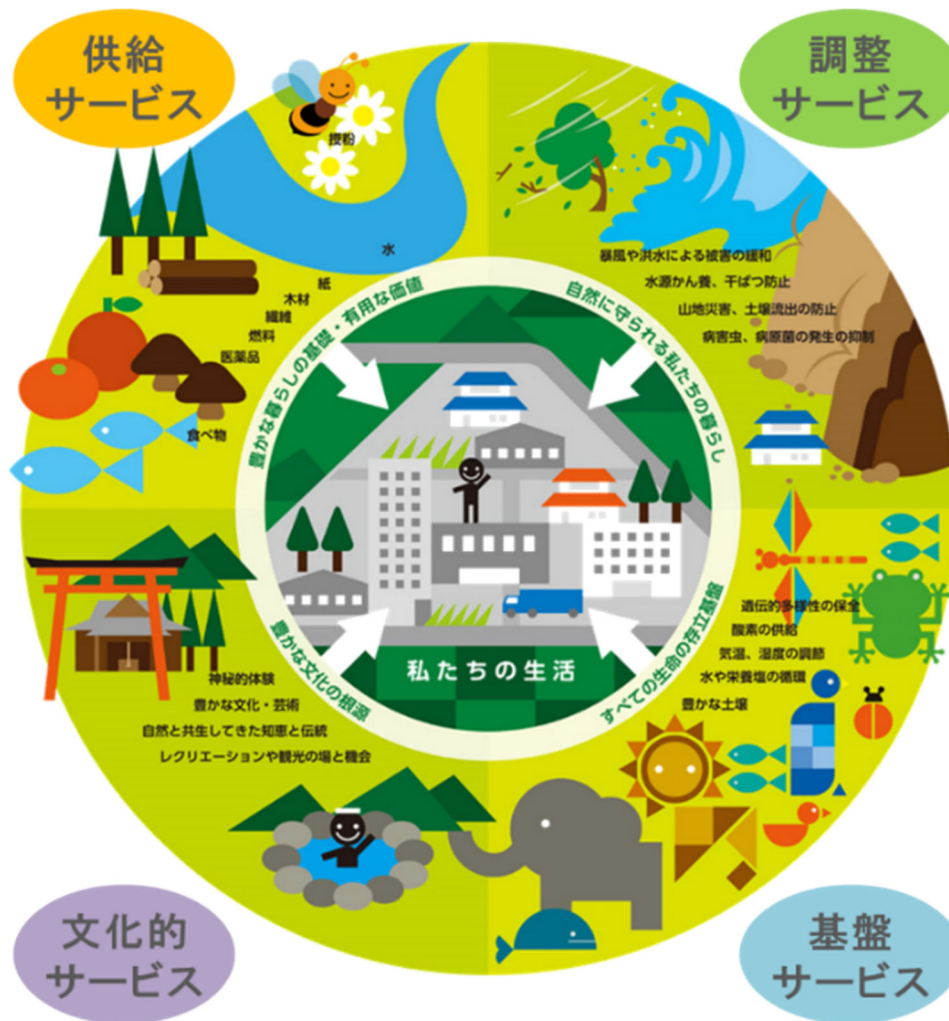 供給
サービス
調整
サービス
授粉
水
紙
木材
繊維
燃料
医薬品
食べ物
暴風や洪水による被害の緩和
水源かん養、干ばつ防止
山地災害、土壌流出の防止
病害虫、病原菌の発生の抑制
豊かな暮らしの基礎・有用な価値
自然に守られる私たちの暮らし
豊かな文化の根源
すべての生命の存立基盤
私たちの生活
神秘的体験
豊かな文化・芸術
自然と共生してきた知恵と伝統
レクリエーションや観光の場と機会
遺伝的多様性の保全
酸素の供給
気温、湿度の調節
水や栄養塩の循環
豊かな土壌
文化的
サービス
基盤
サービス